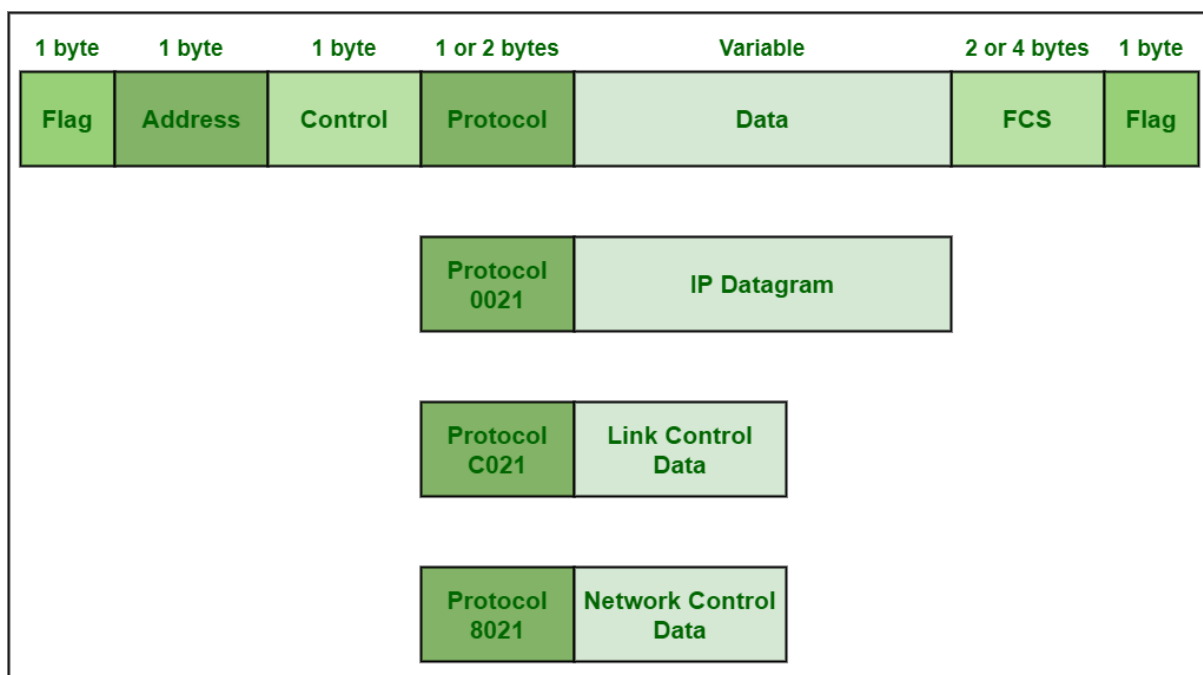 1 byte 1 byte 1 byte 1 or 2 bytes Variable 2 or 4 bytes 1 byte
Flag Address Control Protocol Data FCS Flag
Protocol
0021
IP Datagram
Protocol
C021
Link Control
Data
Protocol
8021
Network Control
Data